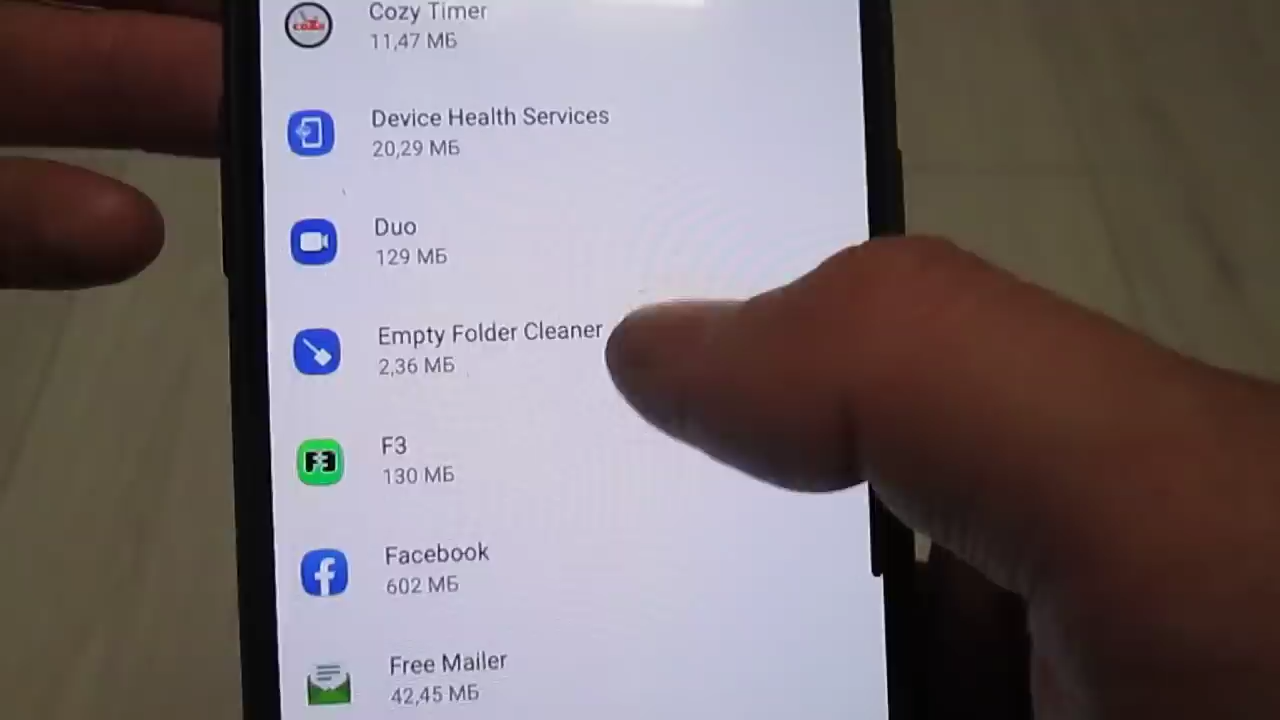 Cozy Timer
11,47 МБ
Device Health Services
20,29 МБ
Duo
129 МБ
Empty Folder Cleaner
2,36 МБ
F3
F3
130 МБ
Facebook
602 МБ
Free Mailer
42,45 МБ